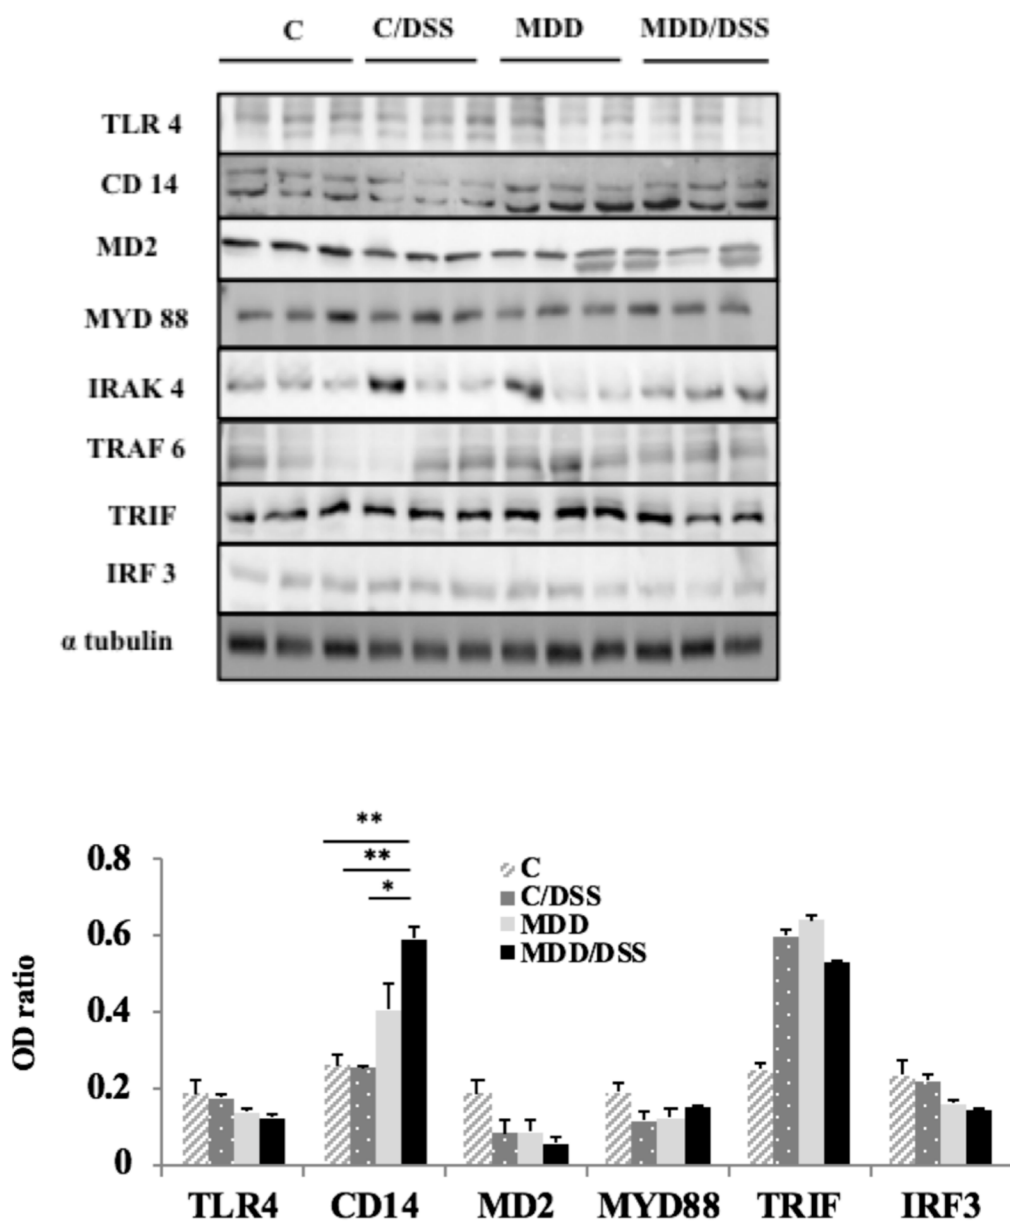 C C/DSS MDD MDD/DSS
TLR 4
CD 14
MD2
MYD 88
IRAK 4
TRAF 6
TRIF
IRF 3
α tubulin
**
**
*
0.8
0.6
0.4
0.2
0
OD ratio
C
C/DSS
MDD
MDD/DSS
TLR4 CD14 MD2 MYD88 TRIF IRF3